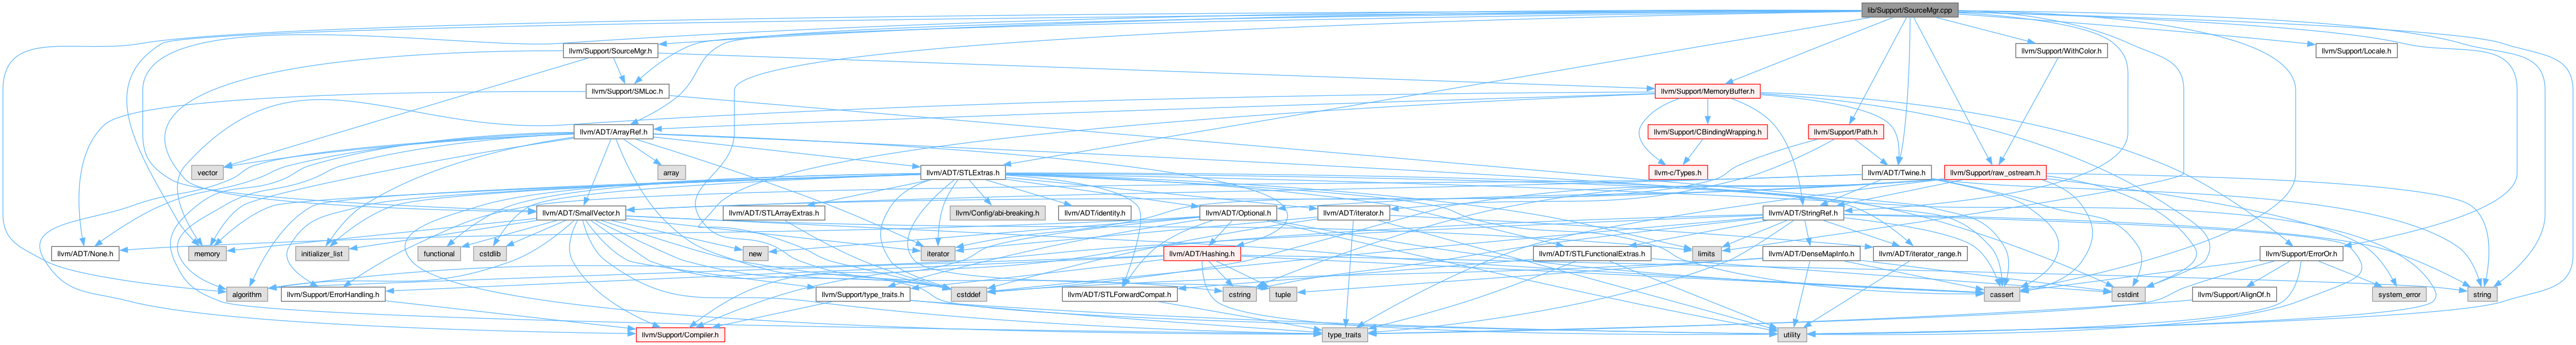 lib/Support/SourceMgr.cpp
llvm/Support/SourceMgr.h
llvm/Support/WithColor.h
llvm/Support/Locale.h
llvm/Support/SMLoc.h
llvm/Support/MemoryBuffer.h
llvm/ADT/ArrayRef.h
llvm/Support/CBindingWrapping.h
llvm/Support/Path.h
vector
array
llvm/ADT/STLExtras.h
llvm-c/Types.h
llvm/ADT/Twine.h
llvm/Support/raw_ostream.h
llvm/ADT/SmallVector.h
llvm/ADT/STLArrayExtras.h
llvm/Config/abi-breaking.h
llvm/ADT/identity.h
llvm/ADT/Optional.h
llvm/ADT/iterator.h
llvm/ADT/StringRef.h
llvm/ADT/None.h
memory
initializer_list
functional
cstdlib
new
iterator
llvm/ADT/Hashing.h
llvm/ADT/STLFunctionalExtras.h
limits
llvm/ADT/DenseMapInfo.h
llvm/ADT/iterator_range.h
llvm/Support/ErrorOr.h
algorithm
llvm/Support/ErrorHandling.h
llvm/Support/type_traits.h
cstddef
llvm/ADT/STLForwardCompat.h
cstring
tuple
cassert
cstdint
llvm/Support/AlignOf.h
system_error
string
llvm/Support/Compiler.h
type_traits
utility